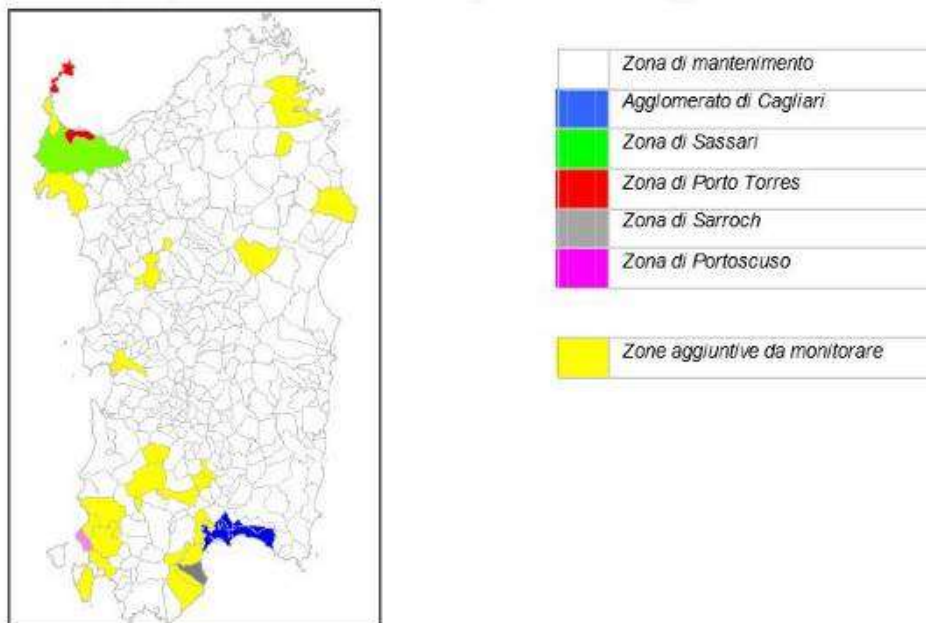 Zona di mantenimento
Agglomerato di Cagliari
Zona di Sassari
Zona di Porto Torres
Zona di Sarroch
Zona di Portoscuso
Zone aggiuntive da monitorare